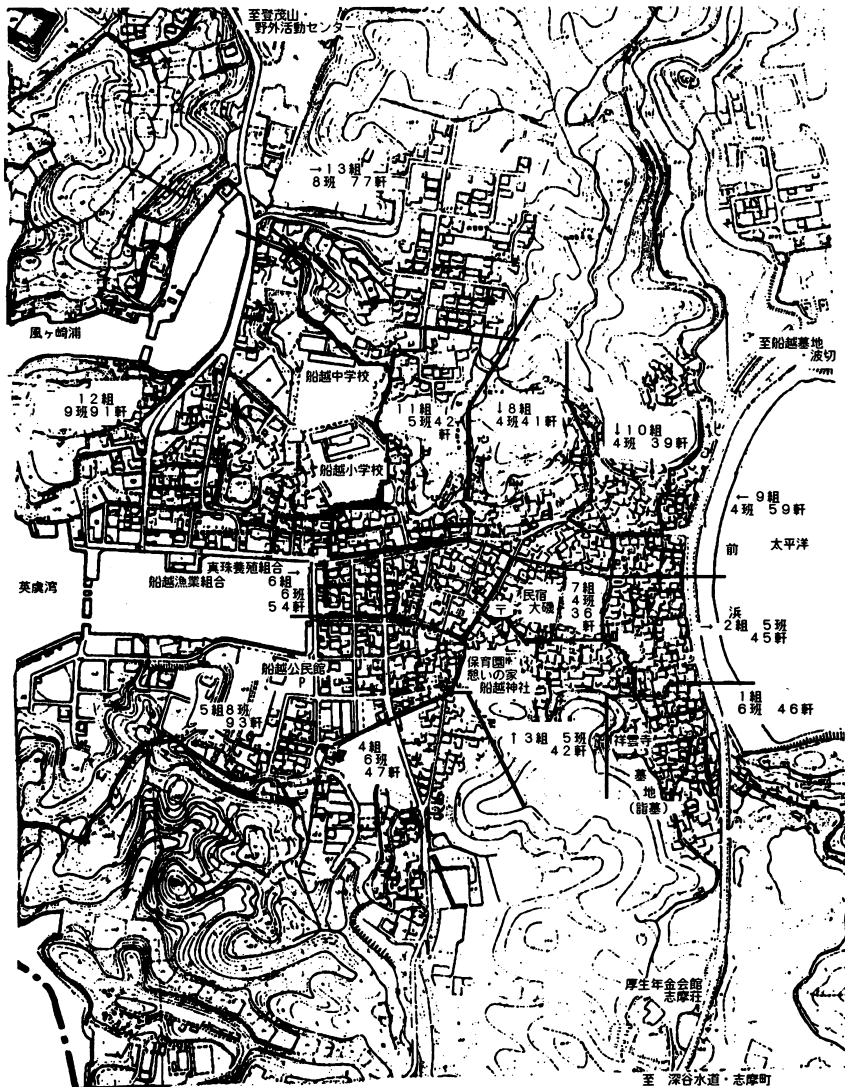 至登茂山・
野外活動センター
→13組
8班 77軒
風ヶ崎浦
至船越墓地
波切
船越中学校
12組
9班91軒
11組
5班42
軒
↓8組
4班41軒
↓10組
4班 39軒
船越小学校
←9組
4班 59軒
前 太平洋
真珠養殖組合
船越漁業組合
→
6組
6班
54軒
英虞湾
民宿
大磯
〒
7組
4班
36
軒
浜
→
2組 5班
45軒
船越公民館
P
保育園
憩いの家
船越神社
1組
6班 46軒
5組8班
93軒
4組
6班
47軒
↑3組 5班
42軒
祥雲寺
墓
地
(詣墓)
厚生年金会館
志摩荘
至 深谷水道・志摩町